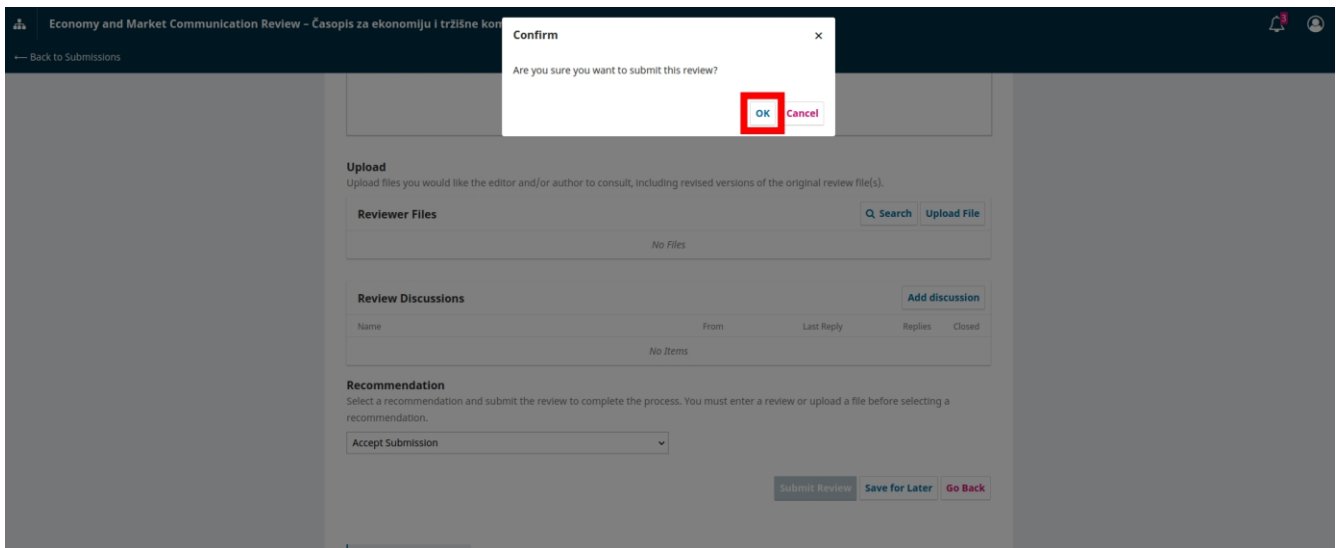 Economy and Market Communication Review – Časopis za ekonomiju i tržišne kom
3
← Back to Submissions
Confirm
×
Are you sure you want to submit this review?
OK Cancel
Upload
Upload files you would like the editor and/or author to consult, including revised versions of the original review file(s).
Reviewer Files
Search Upload File
No Files
Review Discussions
Add discussion
Name From Last Reply Replies Closed
No Items
Recommendation
Select a recommendation and submit the review to complete the process. You must enter a review or upload a file before selecting a
recommendation.
Accept Submission
Submit Review Save for Later Go Back